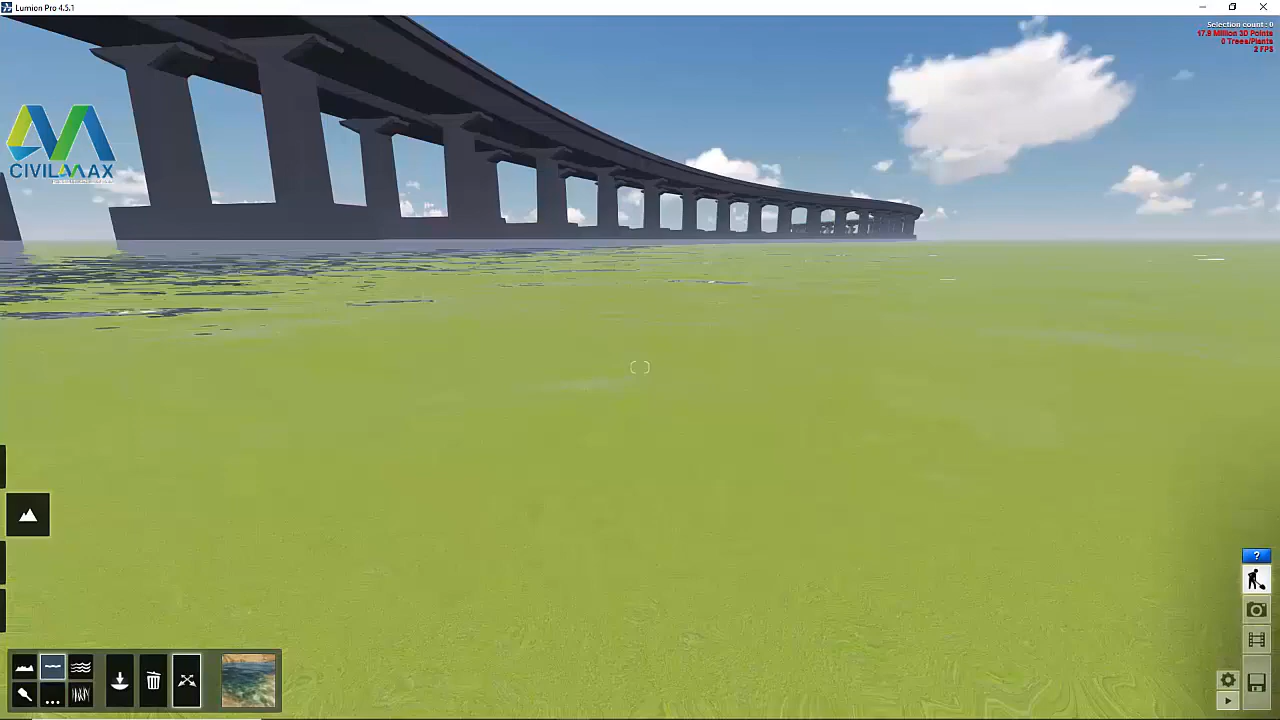 Lumion Pro 4.5.1
Selection count: 0
17.9 Million 3D Points
0 Trees/Plants
2 FPS
CIVILMAX
?